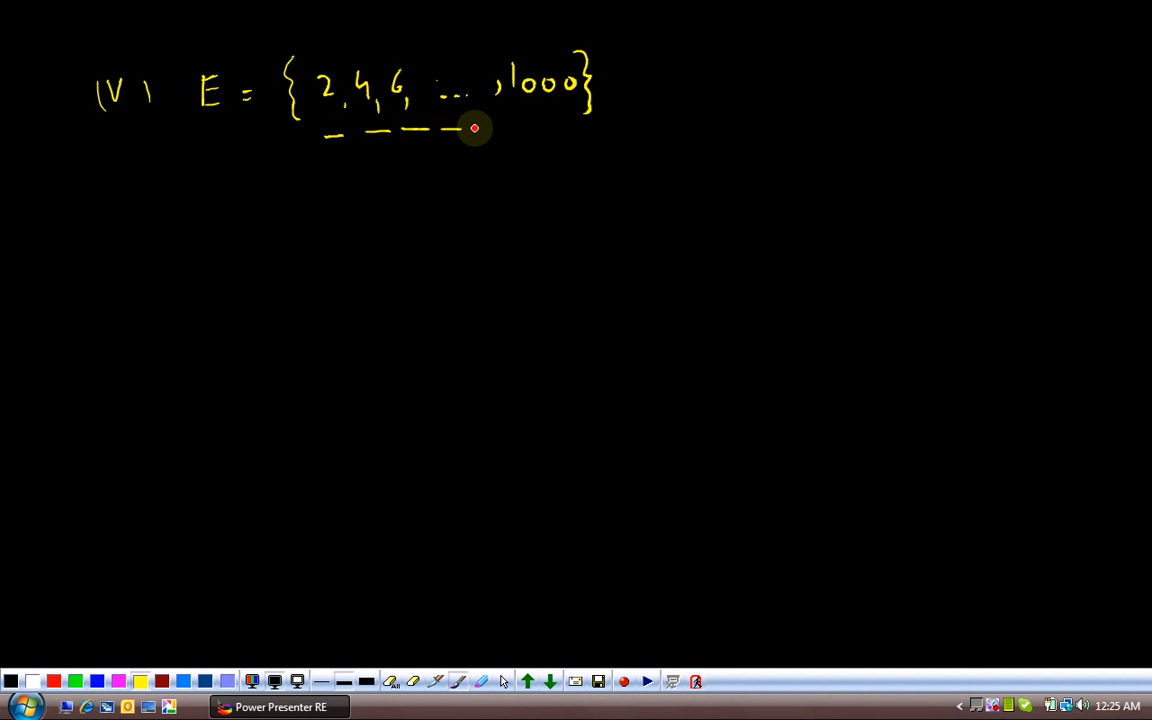 (V) E = { 2, 4, 6, ... , 1000}
Power Presenter RE
12:25 AM